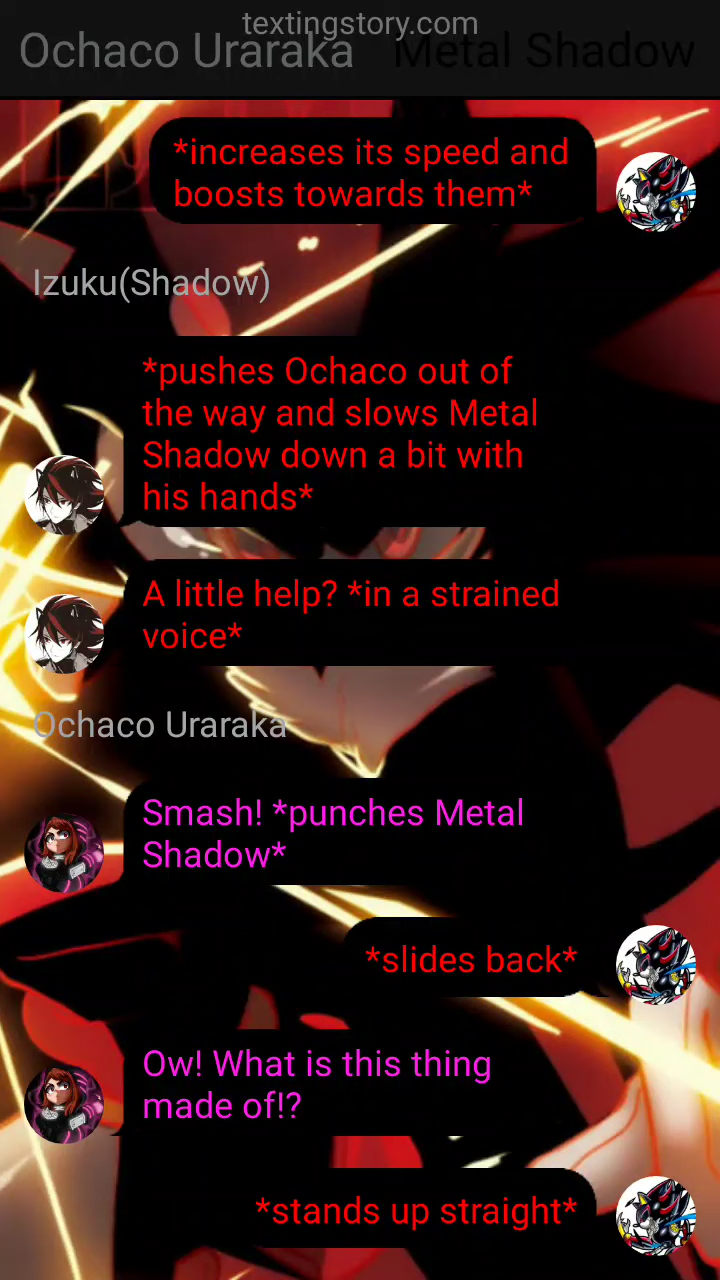 textingstory.com
Ochaco Uraraka Metal Shadow
*increases its speed and
boosts towards them*
Izuku(Shadow)
*pushes Ochaco out of
the way and slows Metal
Shadow down a bit with
his hands*
A little help? *in a strained
voice*
Ochaco Uraraka
Smash! *punches Metal
Shadow*
*slides back*
Ow! What is this thing
made of!?
*stands up straight*